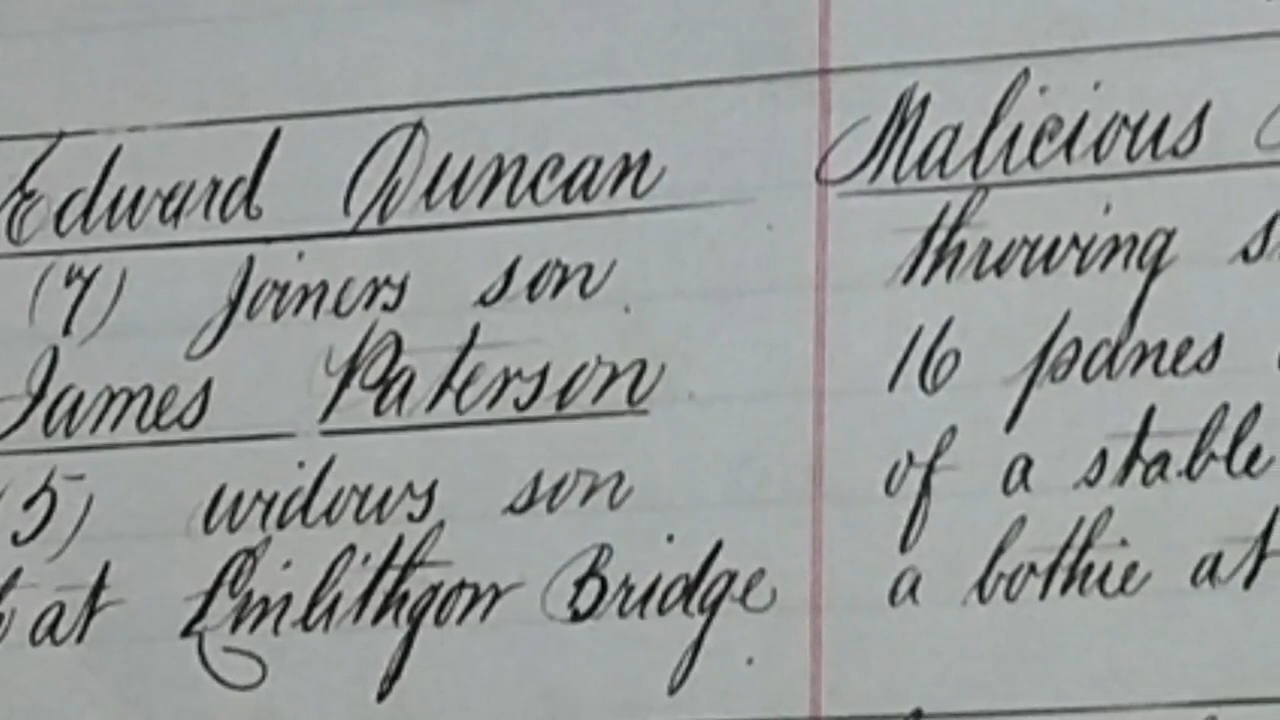 Edward Duncan
(7) Joiners son
James Paterson
(5) widows son
at Linlithgow Bridge.
Malicious
throwing
16 panes
of a stable
a bothie at